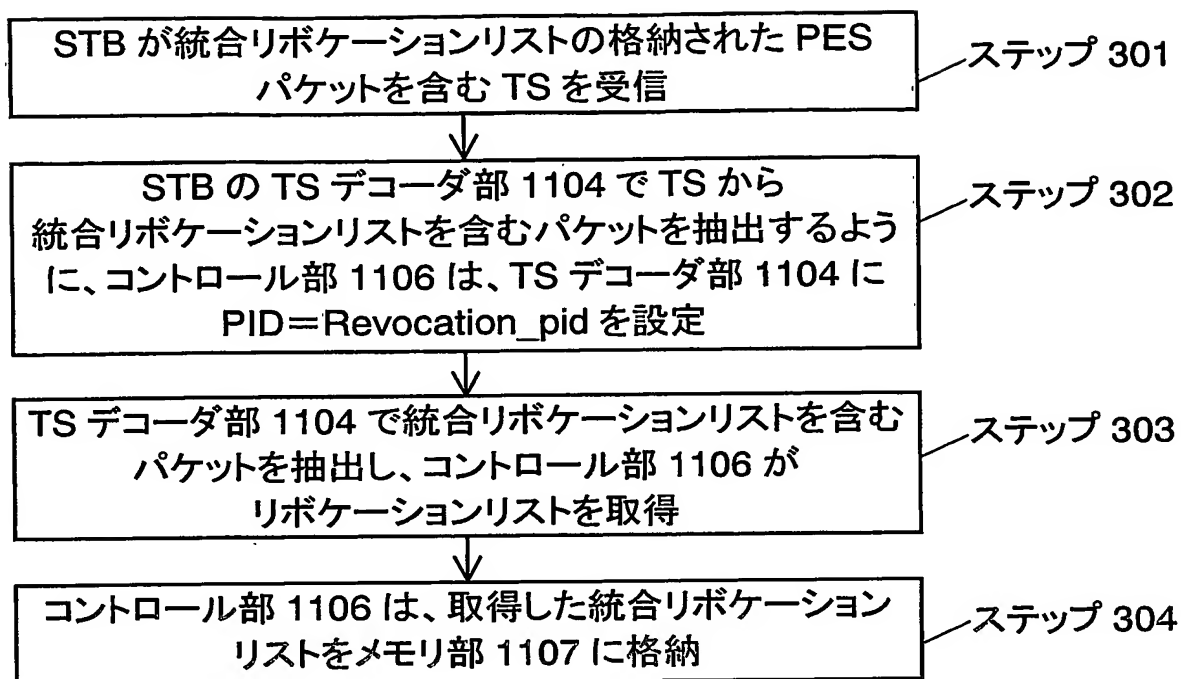 STB が統合リボケーションリストの格納された PES
パケットを含む TS を受信
ステップ 301
STB の TS デコーダ部 1104 で TS から
統合リボケーションリストを含むパケットを抽出するよう
に、コントロール部 1106 は、TS デコーダ部 1104 に
PID=Revocation_pid を設定
ステップ 302
TS デコーダ部 1104 で統合リボケーションリストを含む
パケットを抽出し、コントロール部 1106 が
リボケーションリストを取得
ステップ 303
コントロール部 1106 は、取得した統合リボケーション
リストをメモリ部 1107 に格納
ステップ 304